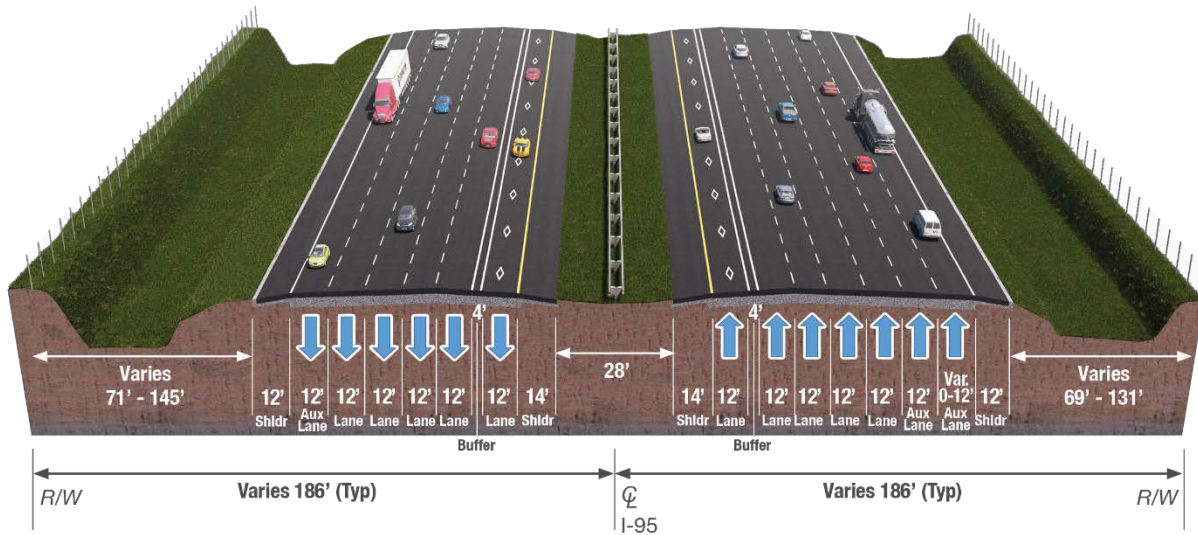 4'
4'
Varies
71' - 145'
12'
Shldr
12'
Aux
Lane
12'
Lane
12'
Lane
12'
Lane
12'
Lane
Buffer
12'
Lane
14'
Shldr
28'
14'
Shldr
12'
Lane
Buffer
12'
Lane
12'
Lane
12'
Lane
12'
Lane
12'
Aux
Lane
Var.
0-12'
Aux
Lane
12'
Shldr
Varies
69' - 131'
R/W
Varies 186' (Typ)
℄
I-95
Varies 186' (Typ)
R/W